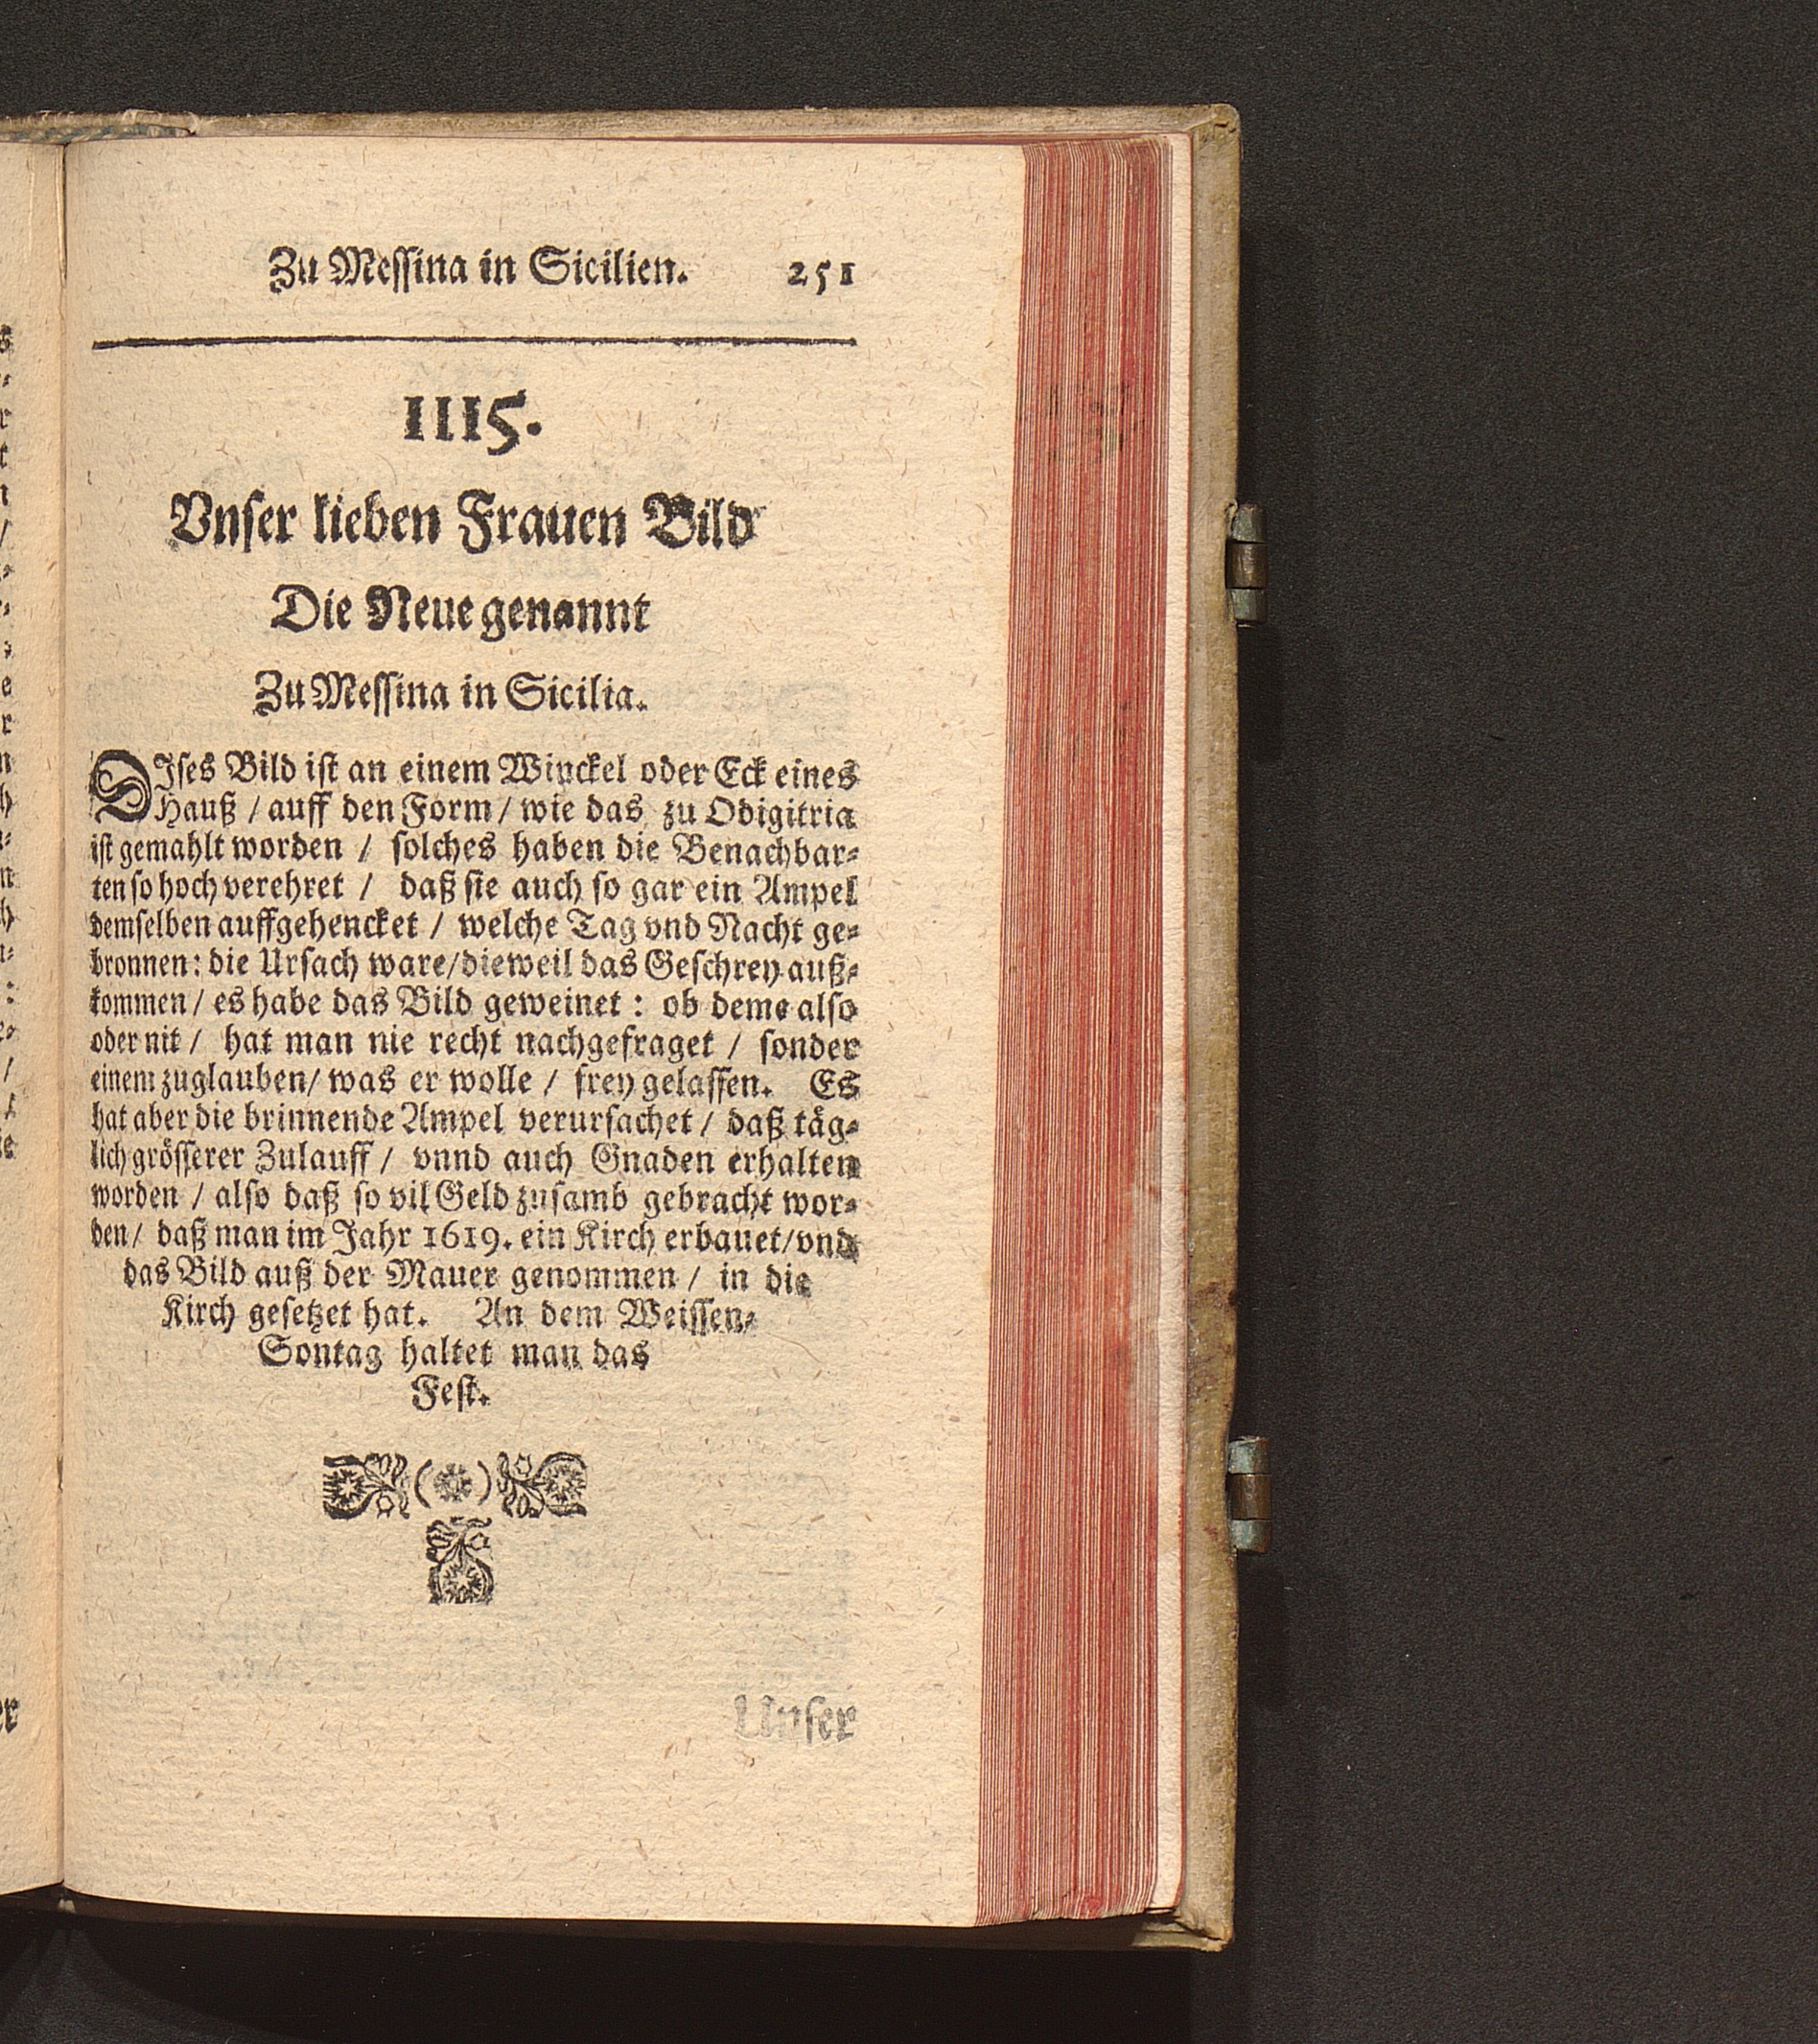 Zu Messina in Sicilien. 251
1115.
Vnser lieben Frauen Bild
Die Neue genannt
Zu Messina in Sicilia.
DIses Bild ist an einem Winckel oder Eck eines
Hauß / auff den Form / wie das zu Odigitria
ist gemahlt worden / solches haben die Benachbar-
ten so hoch verehret / daß sie auch so gar ein Ampel
demselben auffgehencket / welche Tag vnd Nacht ge-
bronnen: die Ursach ware/dieweil das Geschrey auß-
kommen / es habe das Bild geweinet : ob deme also
oder nit / hat man nie recht nachgefraget / sonder
einem zuglauben/ was er wolle / frey gelassen. Es
hat aber die brinnende Ampel verursachet / daß täg-
lich grösserer Zulauff / vnnd auch Gnaden erhalten
worden / also daß so vil Geld zusamb gebracht wor-
den / daß man im Jahr 1619. ein Kirch erbauet/vnd
das Bild auß der Mauer genommen / in die
Kirch gesetzet hat. An dem Weissen-
Sontag haltet man das
Fest.
Unser